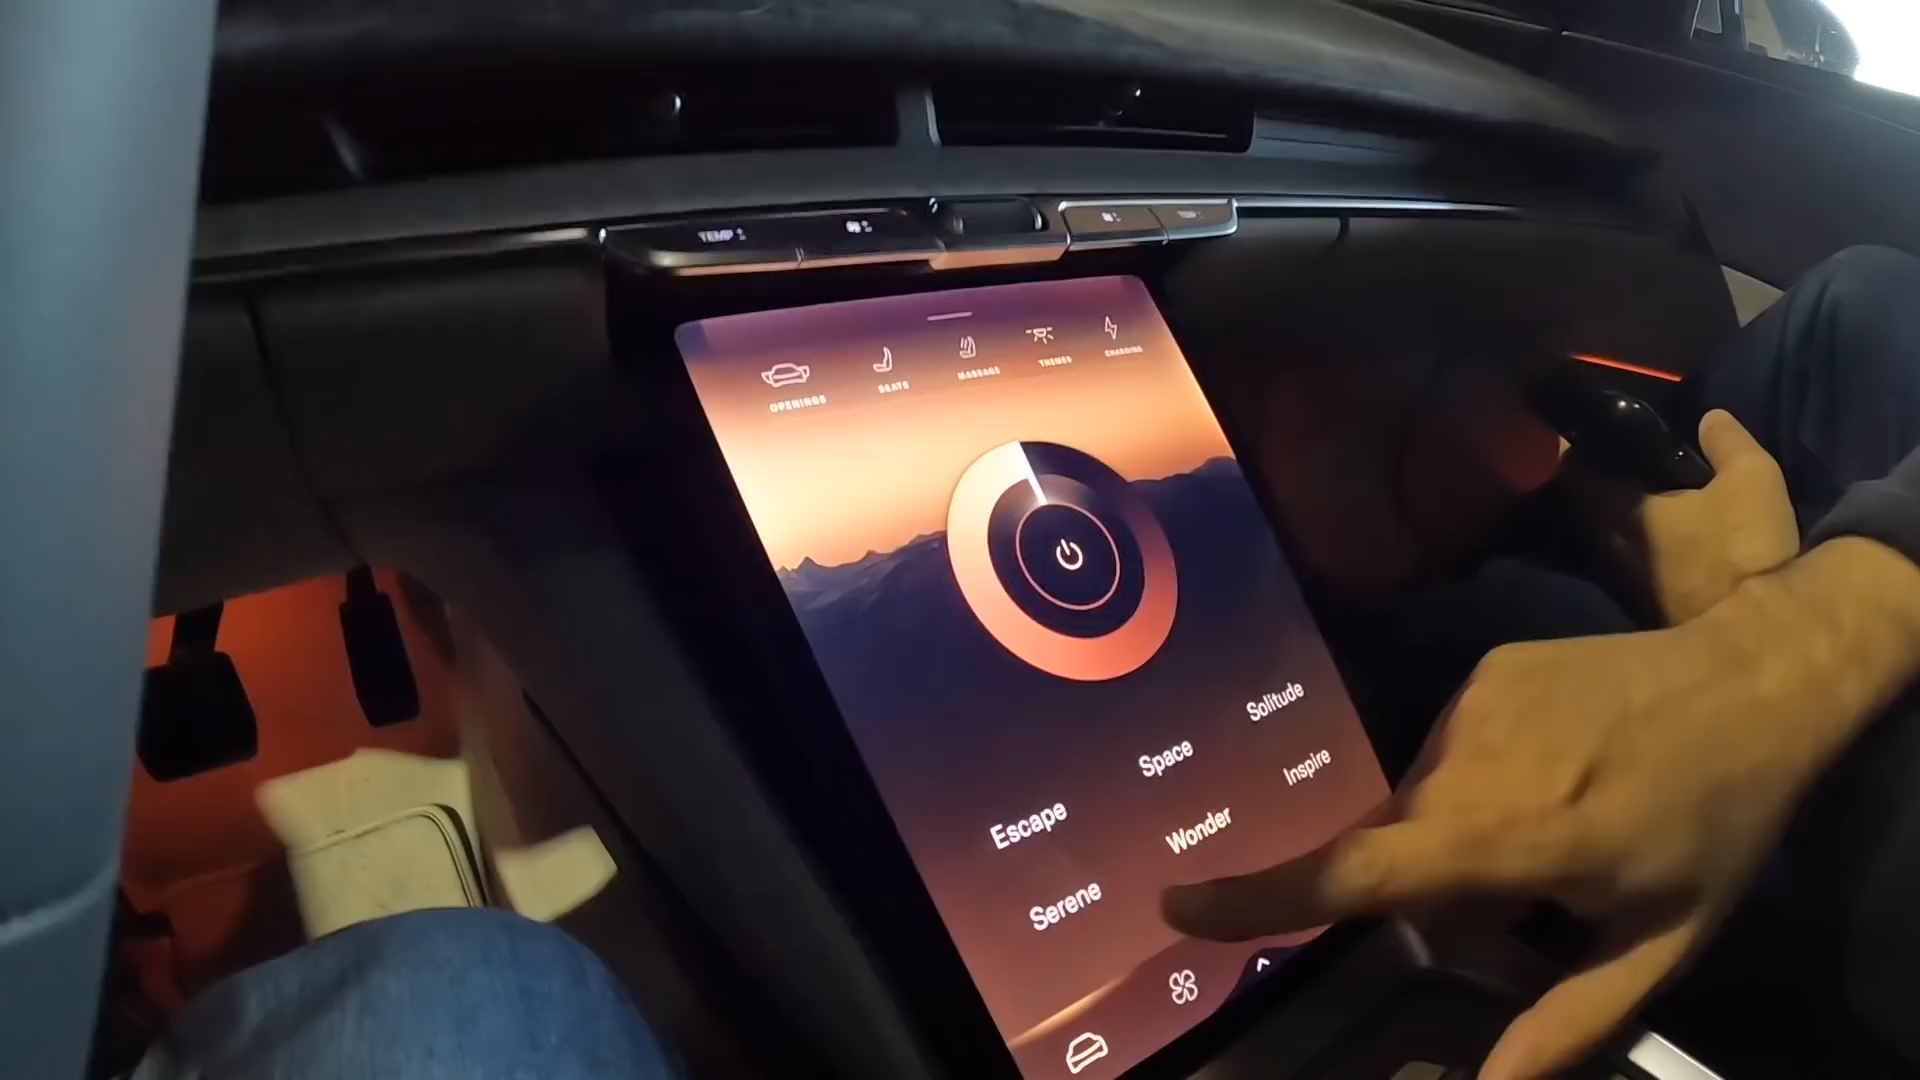 TEMP
OPENINGS
SEATS
MASSAGE
THEMES
CHARGING
Escape
Space
Solitude
Serene
Wonder
Inspire